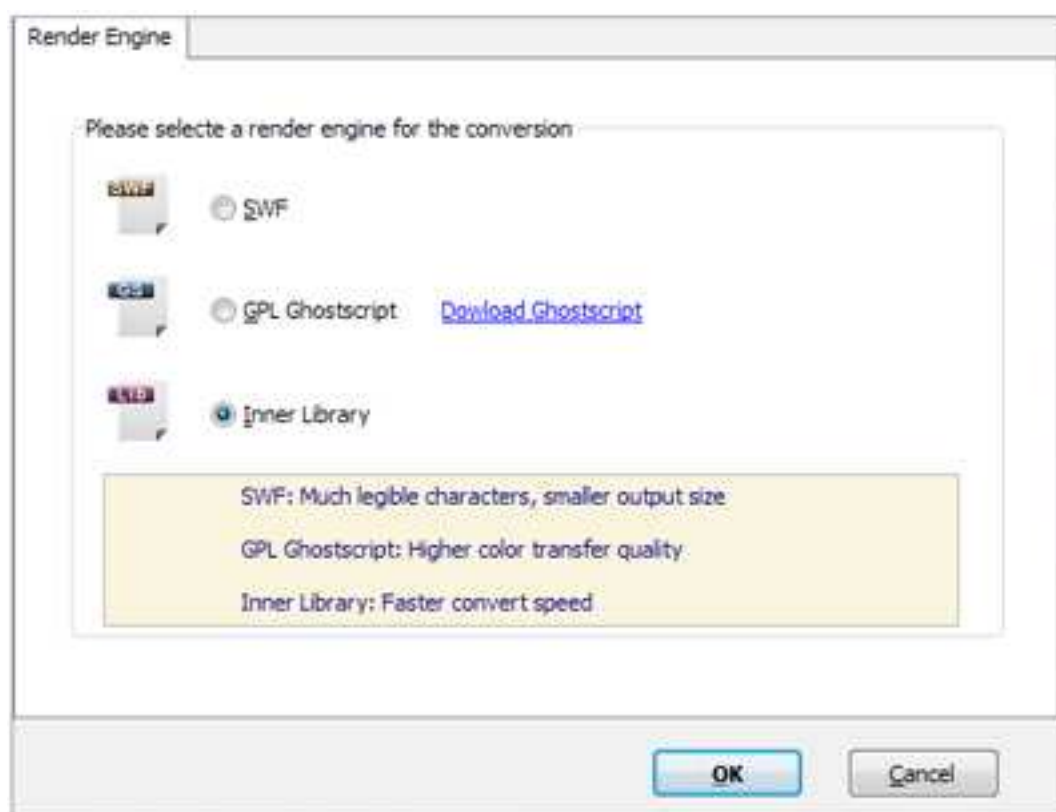 Render Engine
Please selecte a render engine for the conversion
SWF
SWF
GS
GPL Ghostscript Dowload Ghostscript
Lib
Inner Library
SWF: Much legible characters, smaller output size
GPL Ghostscript: Higher color transfer quality
Inner Library: Faster convert speed
OK Cancel